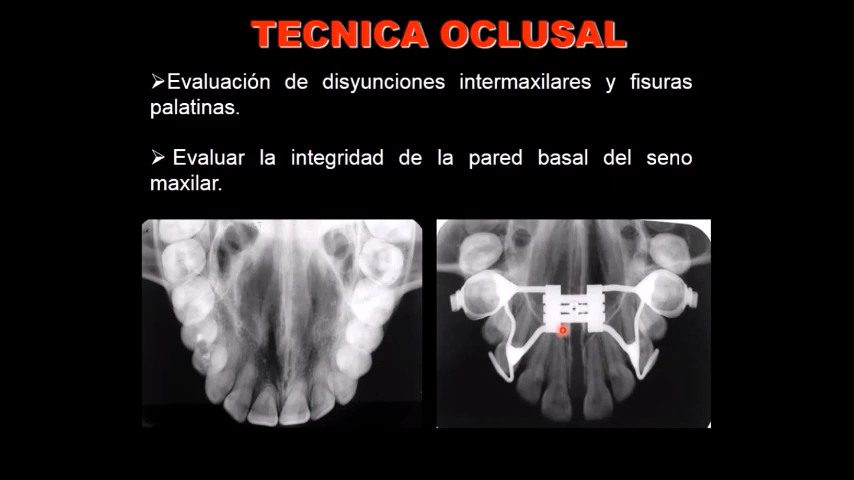 TECNICA OCLUSAL
➢Evaluación de disyunciones intermaxilares y fisuras
palatinas.
➢ Evaluar la integridad de la pared basal del seno
maxilar.